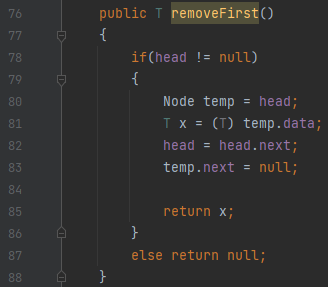 76 public T removeFirst()
77 {
78 if(head != null)
79 {
80 Node temp = head;
81 T x = (T) temp.data;
82 head = head.next;
83 temp.next = null;
84
85 return x;
86 }
87 else return null;
88 }